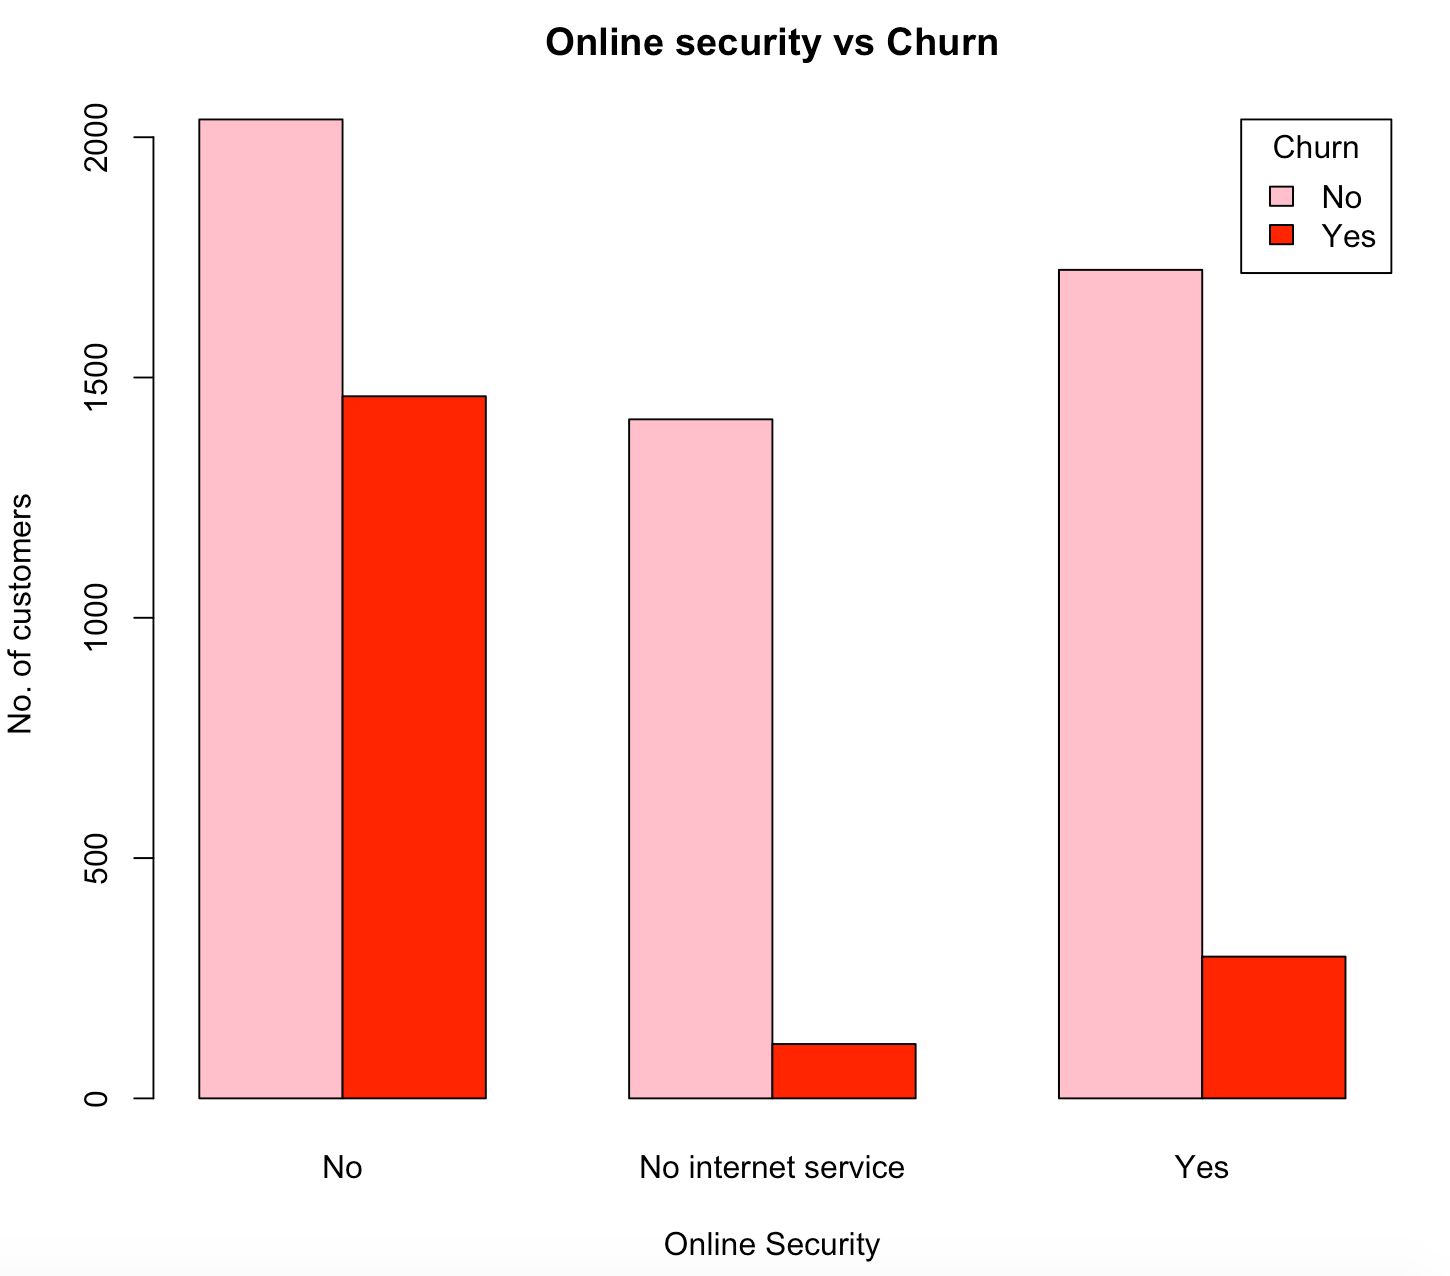 Online security vs Churn
Churn
No
Yes
No. of customers
2000
1500
1000
500
0
No
No internet service
Yes
Online Security